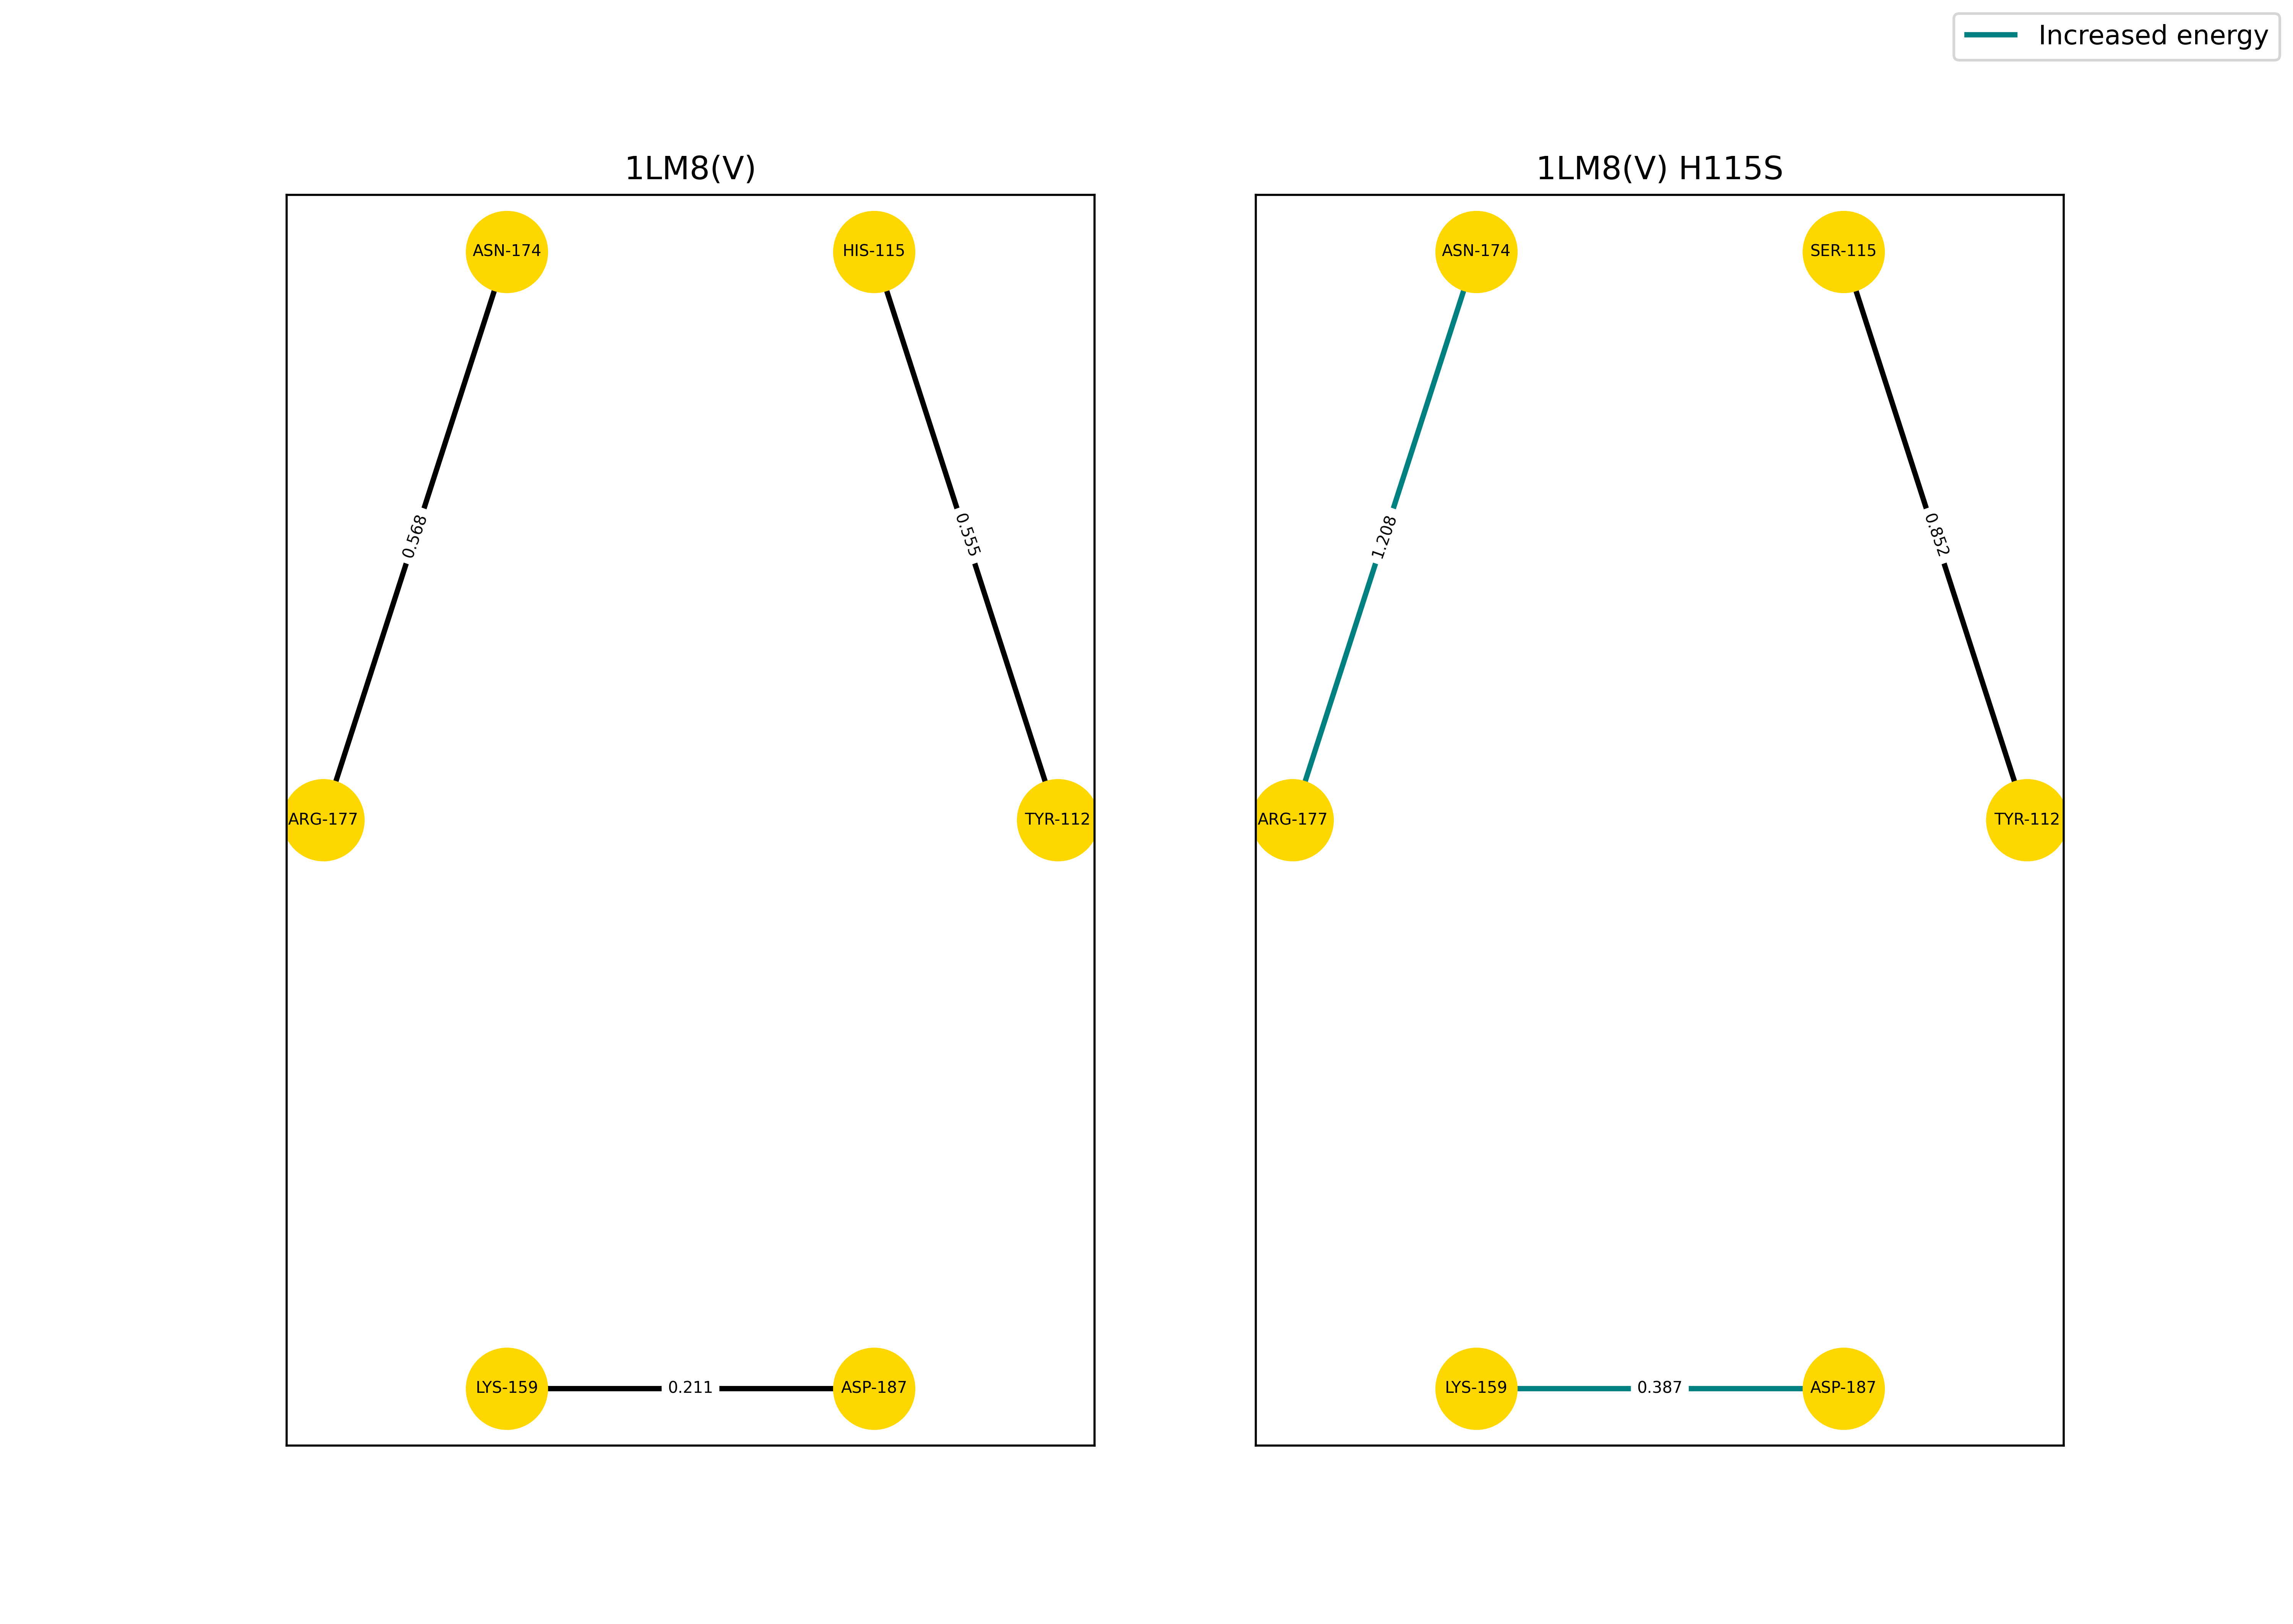 Increased energy
1LM8(V)
ASN-174
HIS-115
0.568
0.555
ARG-177
TYR-112
LYS-159
0.211
ASP-187
1LM8(V) H115S
ASN-174
SER-115
1.208
0.852
ARG-177
TYR-112
LYS-159
0.387
ASP-187